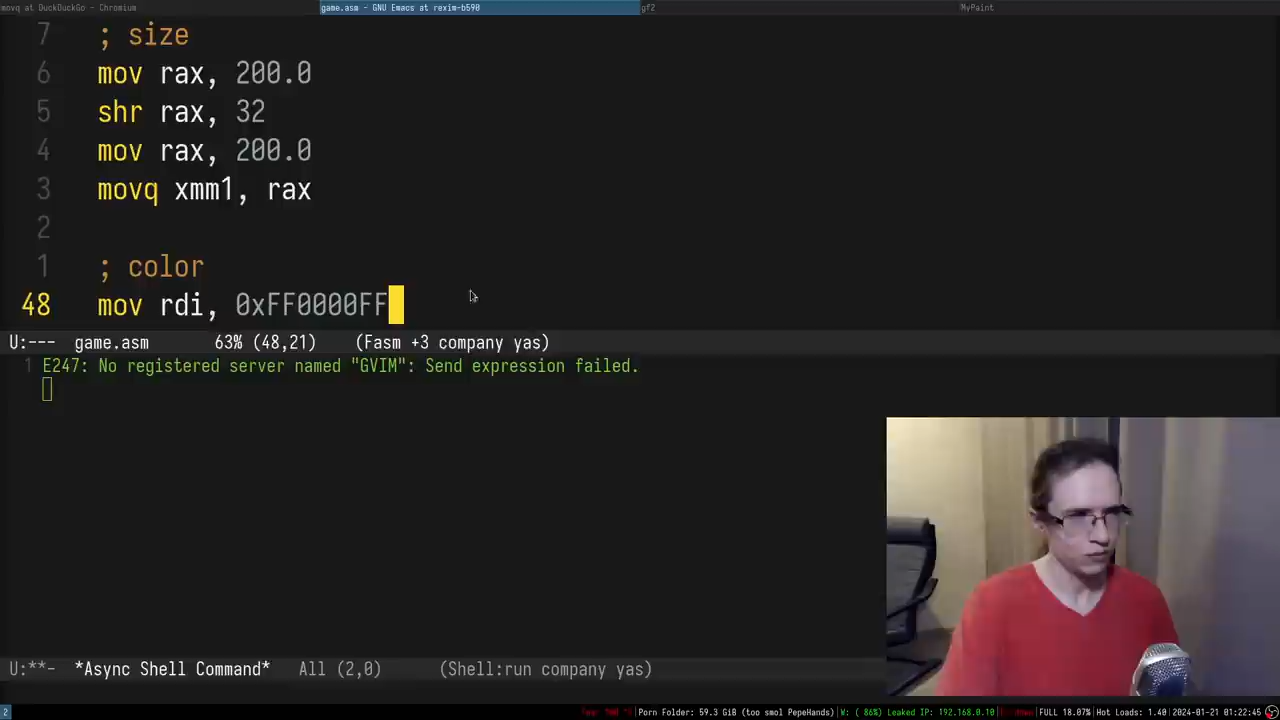 movq at DuckDuckGo - Chromium
game.asm - GNU Emacs at rexim-b590
gf2
MyPaint
7 ; size
6 mov rax, 200.0
5 shr rax, 32
4 mov rax, 200.0
3 movq xmm1, rax
2
1 ; color
48 mov rdi, 0xFF0000FF
U:--- game.asm 63% (48,21) (Fasm +3 company yas)
1 E247: No registered server named "GVIM": Send expression failed.
U:**- *Async Shell Command* All (2,0) (Shell:run company yas)
2
Porn Folder: 59.3 GiB (too smol PepeHands) W: ( 86%) Leaked IP: 192.168.0.10 FULL 18.07% Hot Loads: 1.40 2024-01-21 01:22:45